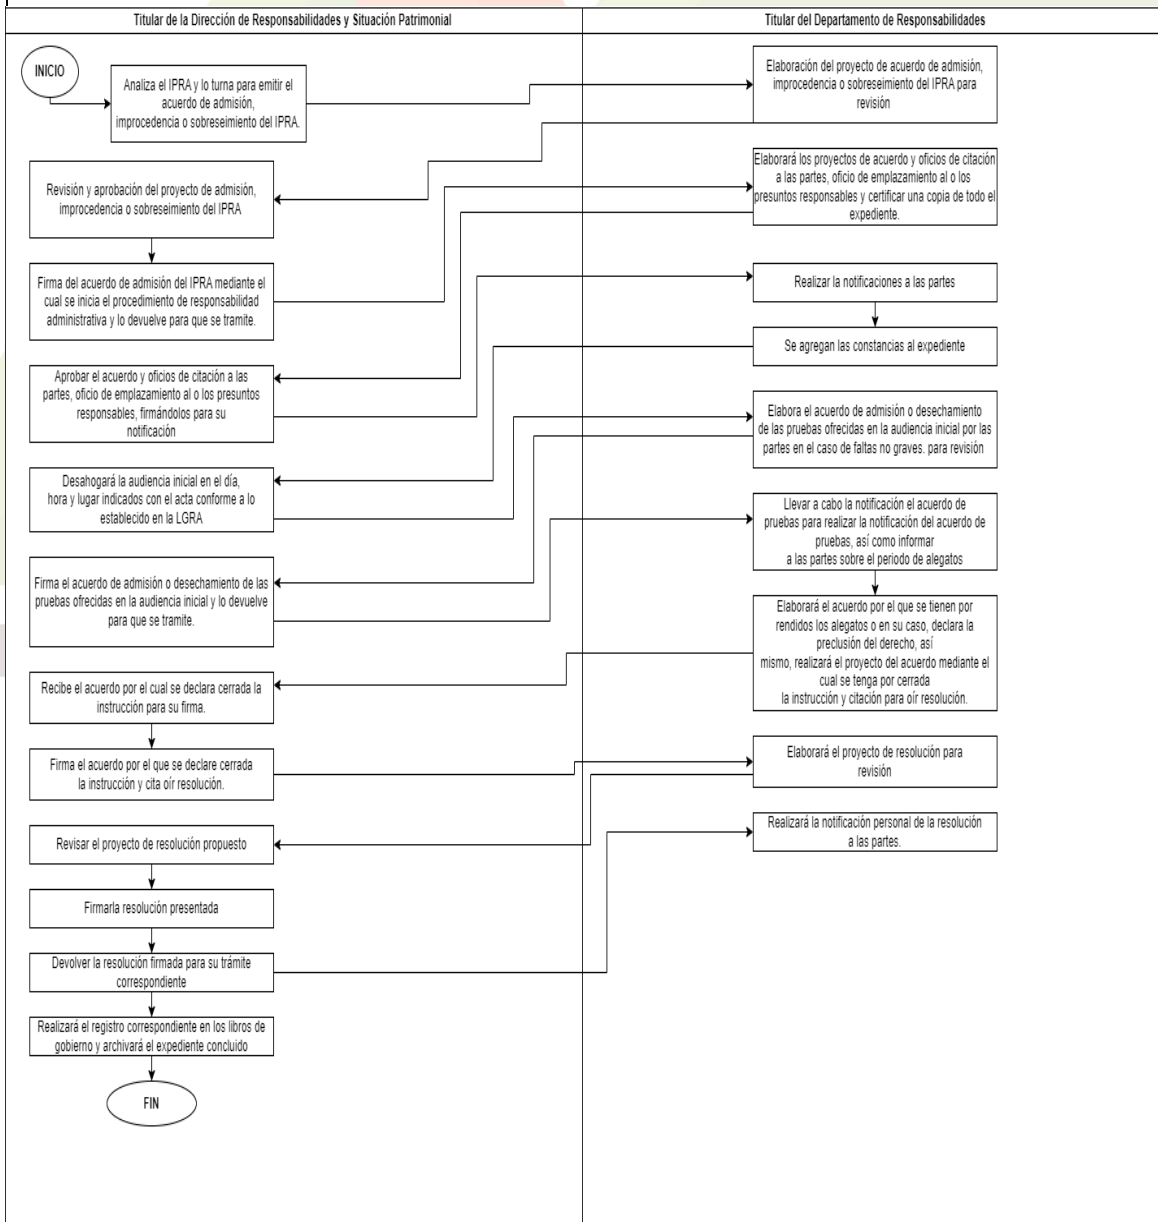 Titular de la Dirección de Responsabilidades y Situación Patrimonial
Titular del Departamento de Responsabilidades
INICIO
Analiza el IPRA y lo turna para emitir el
acuerdo de admisión,
improcedencia o sobreseimiento del IPRA.
Elaboración del proyecto de acuerdo de admisión,
improcedencia o sobreseimiento del IPRA para
revisión
Revisión y aprobación del proyecto de admisión,
improcedencia o sobreseimiento del IPRA
Firma del acuerdo de admisión del IPRA mediante el
cual se inicia el procedimiento de responsabilidad
administrativa y lo devuelve para que se tramite.
Elaborará los proyectos de acuerdo y oficios de citación
a las partes, oficio de emplazamiento al o los
presuntos responsables y certificar una copia de todo el
expediente.
Aprobar el acuerdo y oficios de citación a las
partes, oficio de emplazamiento al o los presuntos
responsables, firmándolos para su
notificación
Realizar la notificaciones a las partes
Se agregan las constancias al expediente
Desahogará la audiencia inicial en el día,
hora y lugar indicados con el acta conforme a lo
establecido en la LGRA
Elabora el acuerdo de admisión o desechamiento
de las pruebas ofrecidas en la audiencia inicial por las
partes en el caso de faltas no graves. para revisión
Firma el acuerdo de admisión o desechamiento de las
pruebas ofrecidas en la audiencia inicial y lo devuelve
para que se tramite.
Llevar a cabo la notificación el acuerdo de
pruebas para realizar la notificación del acuerdo de
pruebas, así como informar
a las partes sobre el periodo de alegatos
Elaborará el acuerdo por el que se tienen por
rendidos los alegatos o en su caso, declara la
preclusión del derecho, así
mismo, realizará el proyecto del acuerdo mediante el
cual se tenga por cerrada
la instrucción y citación para oír resolución.
Recibe el acuerdo por el cual se declara cerrada la
instrucción para su firma.
Firma el acuerdo por el que se declare cerrada
la instrucción y cita oír resolución.
Elaborará el proyecto de resolución para
revisión
Revisar el proyecto de resolución propuesto
Firmarla resolución presentada
Devolver la resolución firmada para su trámite
correspondiente
Realizará la notificación personal de la resolución
a las partes.
Realizará el registro correspondiente en los libros de
gobierno y archivará el expediente concluido
FIN